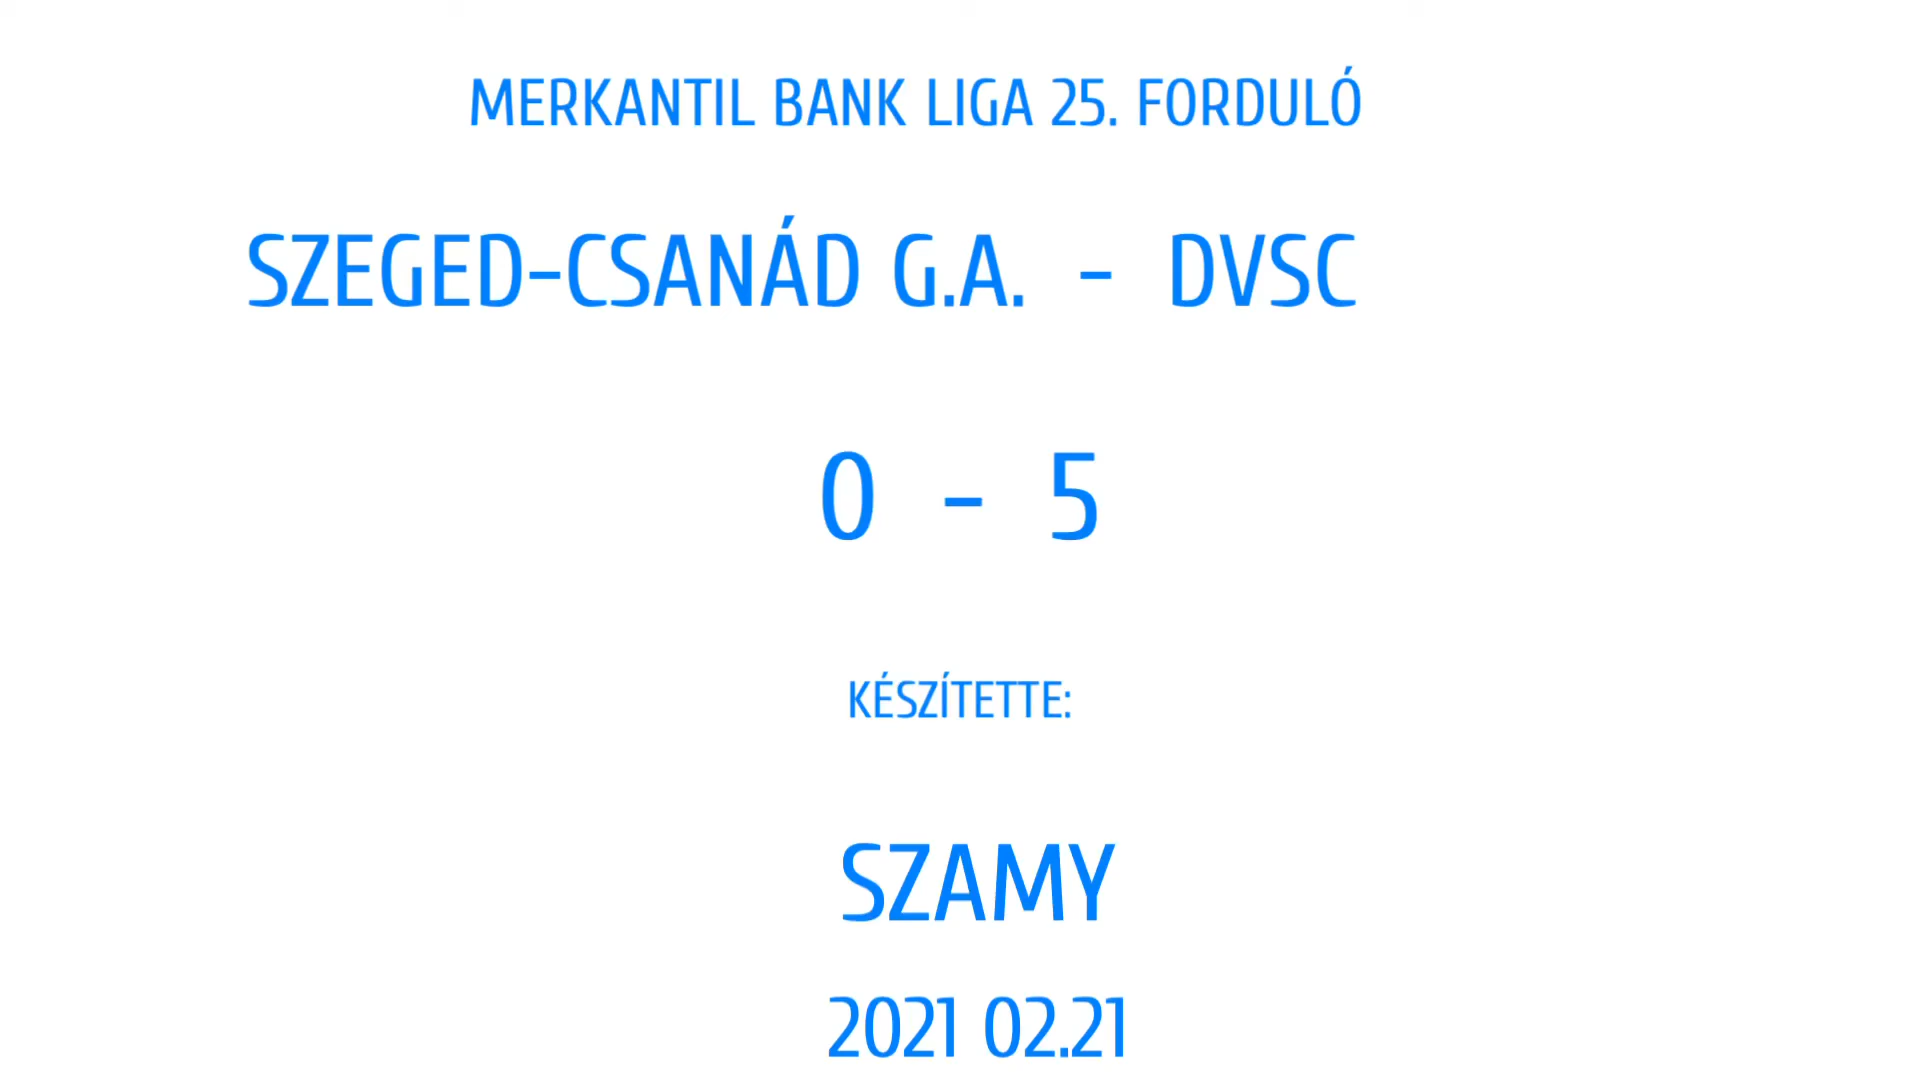 MERKANTIL BANK LIGA 25. FORDULÓ
SZEGED-CSANÁD G.A. - DVSC
0 - 5
KÉSZÍTETTE:
SZAMY
2021 02.21